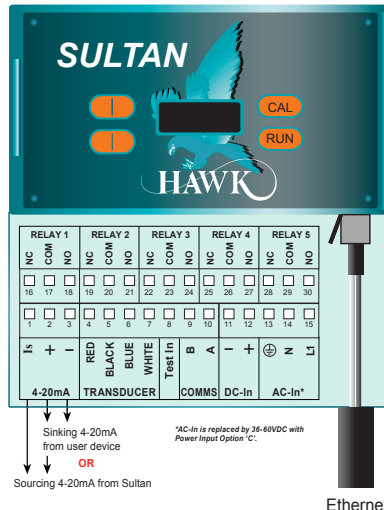 SULTAN
CAL
RUN
HAWK
RELAY 1 RELAY 2 RELAY 3 RELAY 4 RELAY 5
NC COM NO NC COM NO NC COM NO NC COM NO NC COM NO
16 17 18 19 20 21 22 23 24 25 26 27 28 29 30
1 2 3 4 5 6 7 8 9 10 11 12 13 14 15
Is + − RED BLACK BLUE WHITE Test In B A − + N L1
4-20mA TRANSDUCER COMMS DC-In AC-In*
Sinking 4-20mA
from user device
OR
Sourcing 4-20mA from Sultan
*AC-In is replaced by 36-60VDC with
Power Input Option 'C'.
Etherne